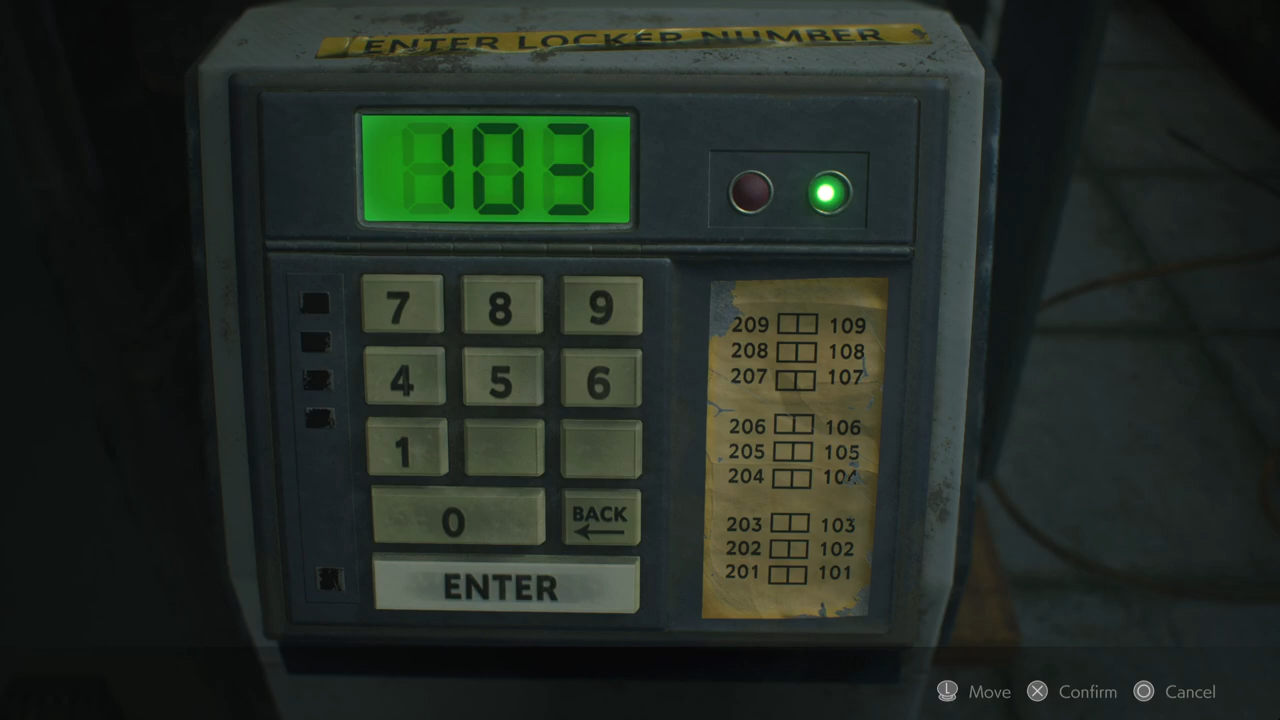 ENTER LOCKER NUMBER
103
7 8 9
4 5 6
1
0 BACK
ENTER
209 109
208 108
207 107
206 106
205 105
204 104
203 103
202 102
201 101
L Move X Confirm O Cancel